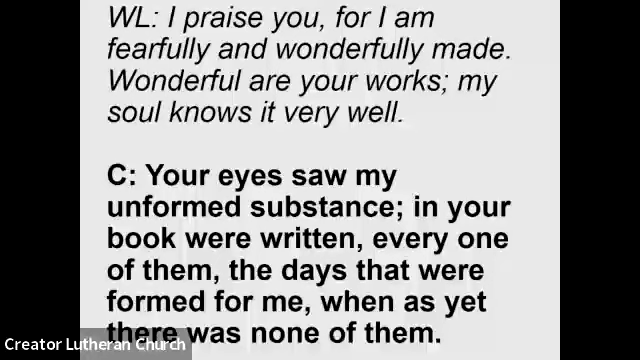 WL: I praise you, for I am
fearfully and wonderfully made.
Wonderful are your works; my
soul knows it very well.
C: Your eyes saw my
unformed substance; in your
book were written, every one
of them, the days that were
formed for me, when as yet
there was none of them.
Creator Lutheran Church